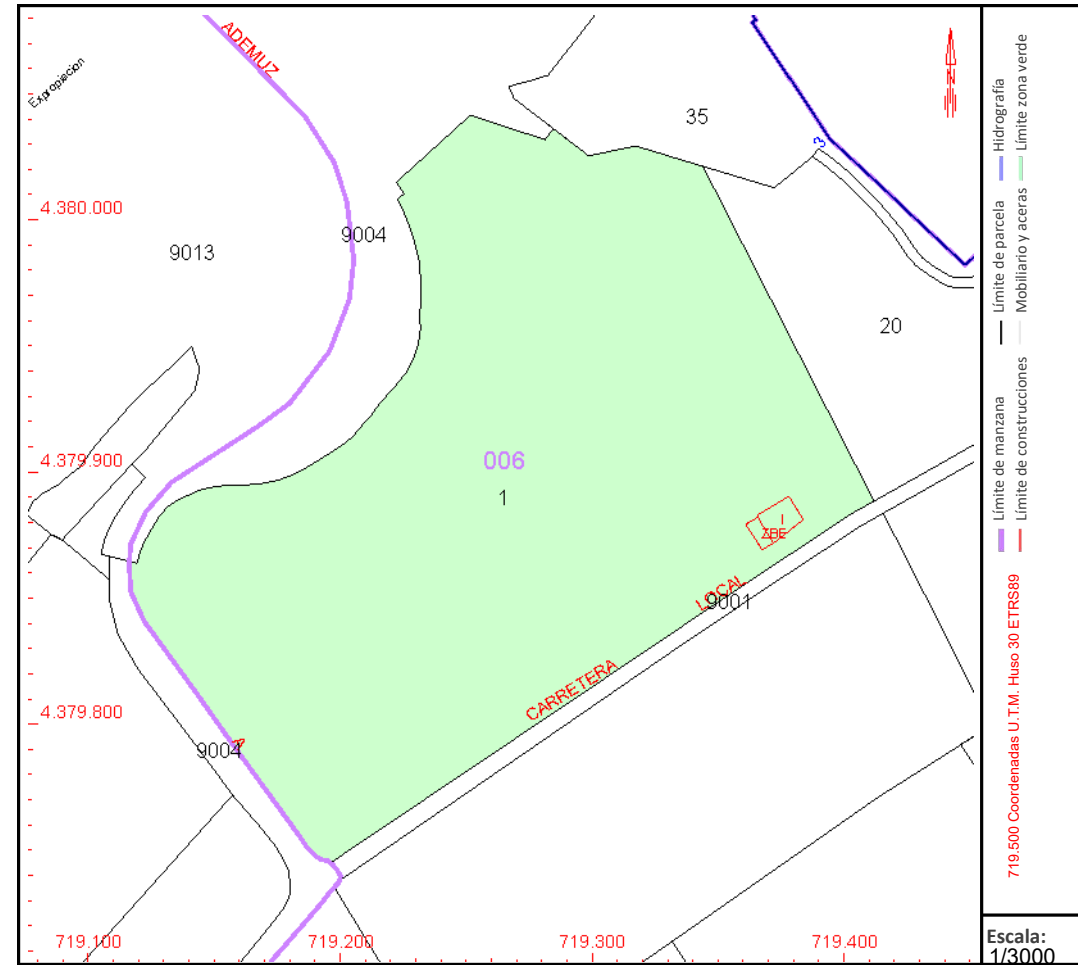 ADEMUZ
Expropiacion
35
3
4.380.000
9004
9013
20
4.379.900
006
1
I
ZBE
LOCAL
9001
CARRETERA
4.379.800
A
9004
719.100
719.200
719.300
719.400
N
Hidrografía
Límite zona verde
Límite de parcela
Mobiliario y aceras
Límite de manzana
Límite de construcciones
719.500 Coordenadas U.T.M. Huso 30 ETRS89
Escala:
1/3000